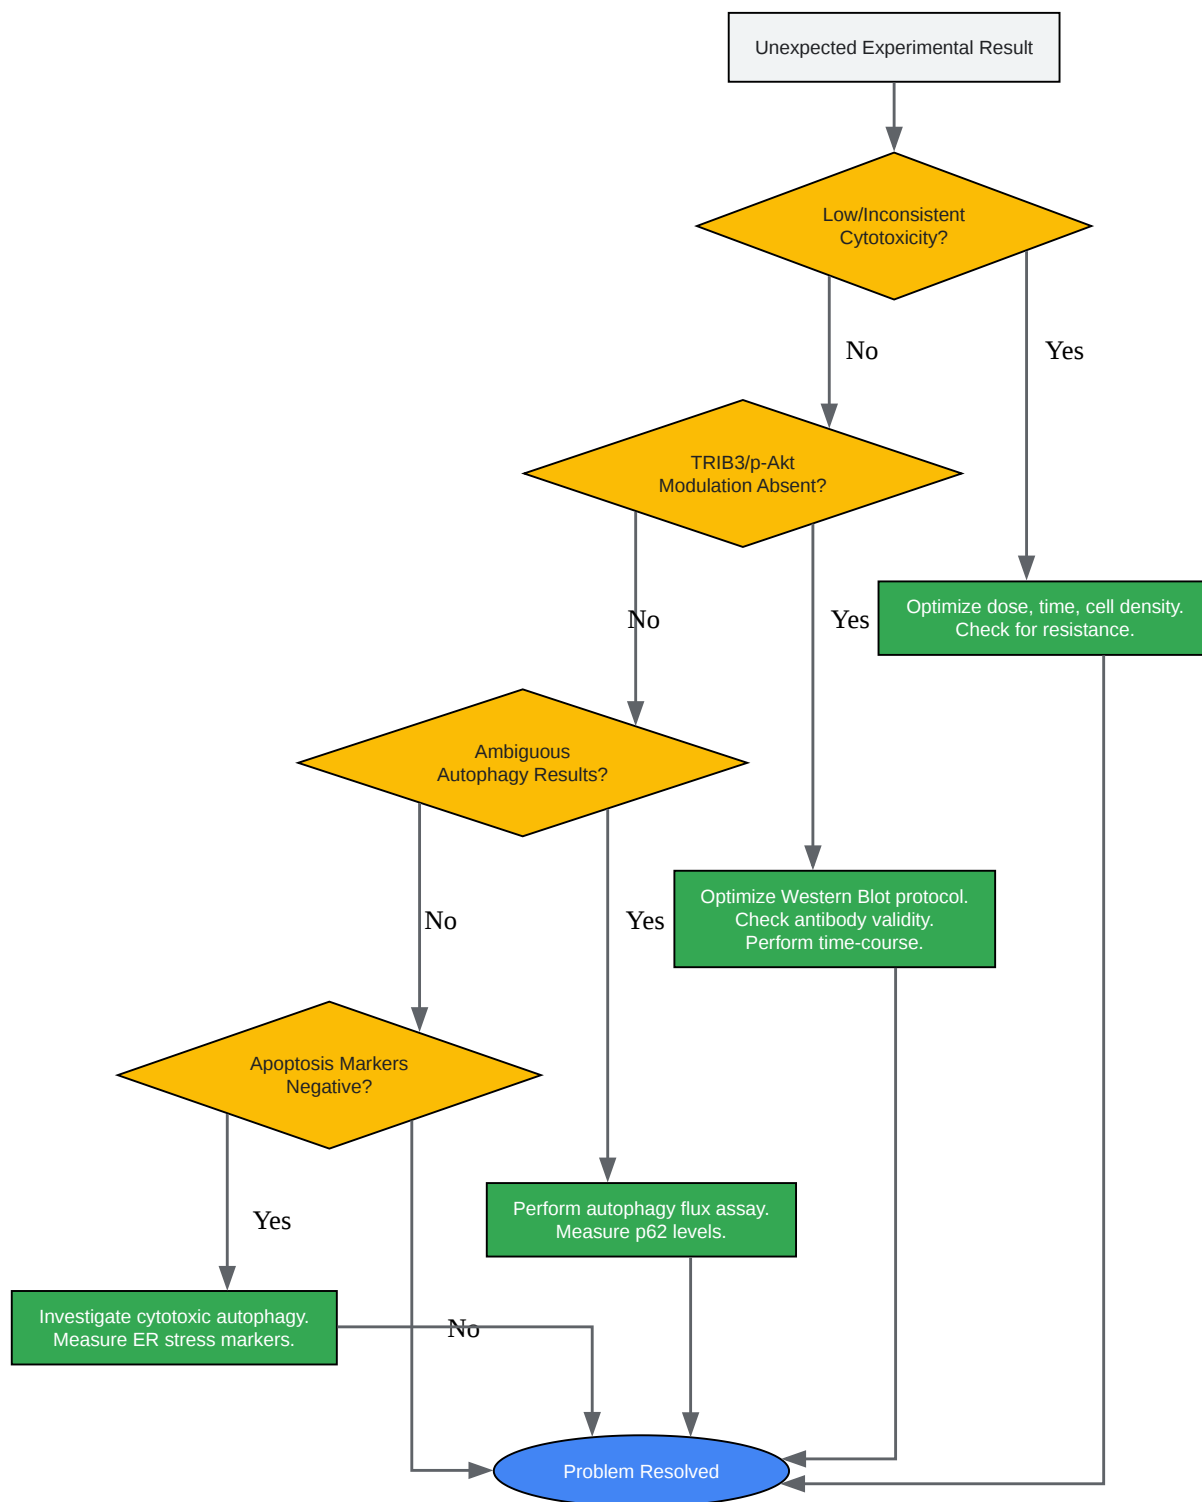 Unexpected Experimental Result
Low/Inconsistent
Cytotoxicity?
No
Yes
TRIB3/p-Akt
Modulation Absent?
Optimize dose, time, cell density.
Check for resistance.
No
Yes
Ambiguous
Autophagy Results?
Optimize Western Blot protocol.
Check antibody validity.
Perform time-course.
No
Yes
Apoptosis Markers
Negative?
Perform autophagy flux assay.
Measure p62 levels.
Yes
Investigate cytotoxic autophagy.
Measure ER stress markers.
No
Problem Resolved